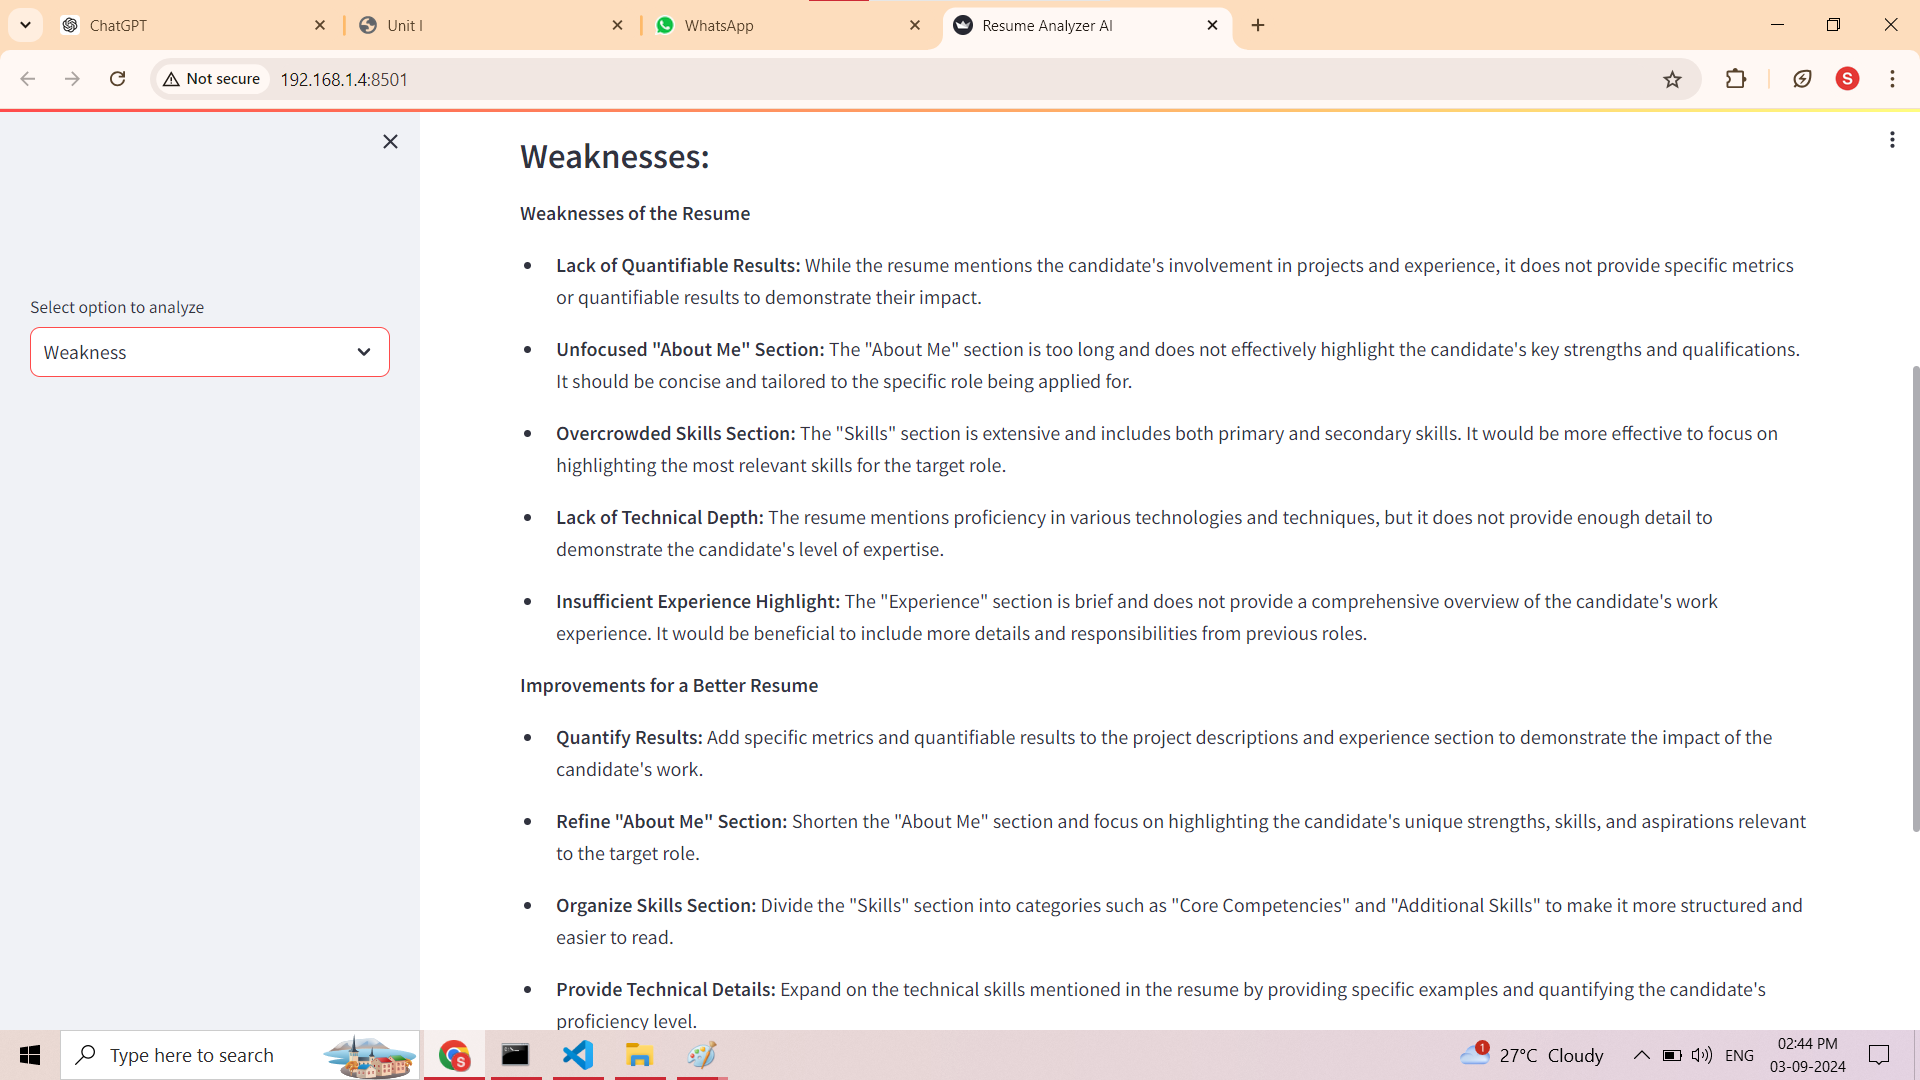 ChatGPT
Unit I
WhatsApp
Resume Analyzer AI
Not secure
192.168.1.4:8501
S
Select option to analyze
Weakness
Weaknesses:
Weaknesses of the Resume
Lack of Quantifiable Results: While the resume mentions the candidate's involvement in projects and experience, it does not provide specific metrics
or quantifiable results to demonstrate their impact.
Unfocused "About Me" Section: The "About Me" section is too long and does not effectively highlight the candidate's key strengths and qualifications.
It should be concise and tailored to the specific role being applied for.
Overcrowded Skills Section: The "Skills" section is extensive and includes both primary and secondary skills. It would be more effective to focus on
highlighting the most relevant skills for the target role.
Lack of Technical Depth: The resume mentions proficiency in various technologies and techniques, but it does not provide enough detail to
demonstrate the candidate's level of expertise.
Insufficient Experience Highlight: The "Experience" section is brief and does not provide a comprehensive overview of the candidate's work
experience. It would be beneficial to include more details and responsibilities from previous roles.
Improvements for a Better Resume
Quantify Results: Add specific metrics and quantifiable results to the project descriptions and experience section to demonstrate the impact of the
candidate's work.
Refine "About Me" Section: Shorten the "About Me" section and focus on highlighting the candidate's unique strengths, skills, and aspirations relevant
to the target role.
Organize Skills Section: Divide the "Skills" section into categories such as "Core Competencies" and "Additional Skills" to make it more structured and
easier to read.
Provide Technical Details: Expand on the technical skills mentioned in the resume by providing specific examples and quantifying the candidate's
proficiency level.
Type here to search
S
1
27°C Cloudy
ENG
02:44 PM
03-09-2024